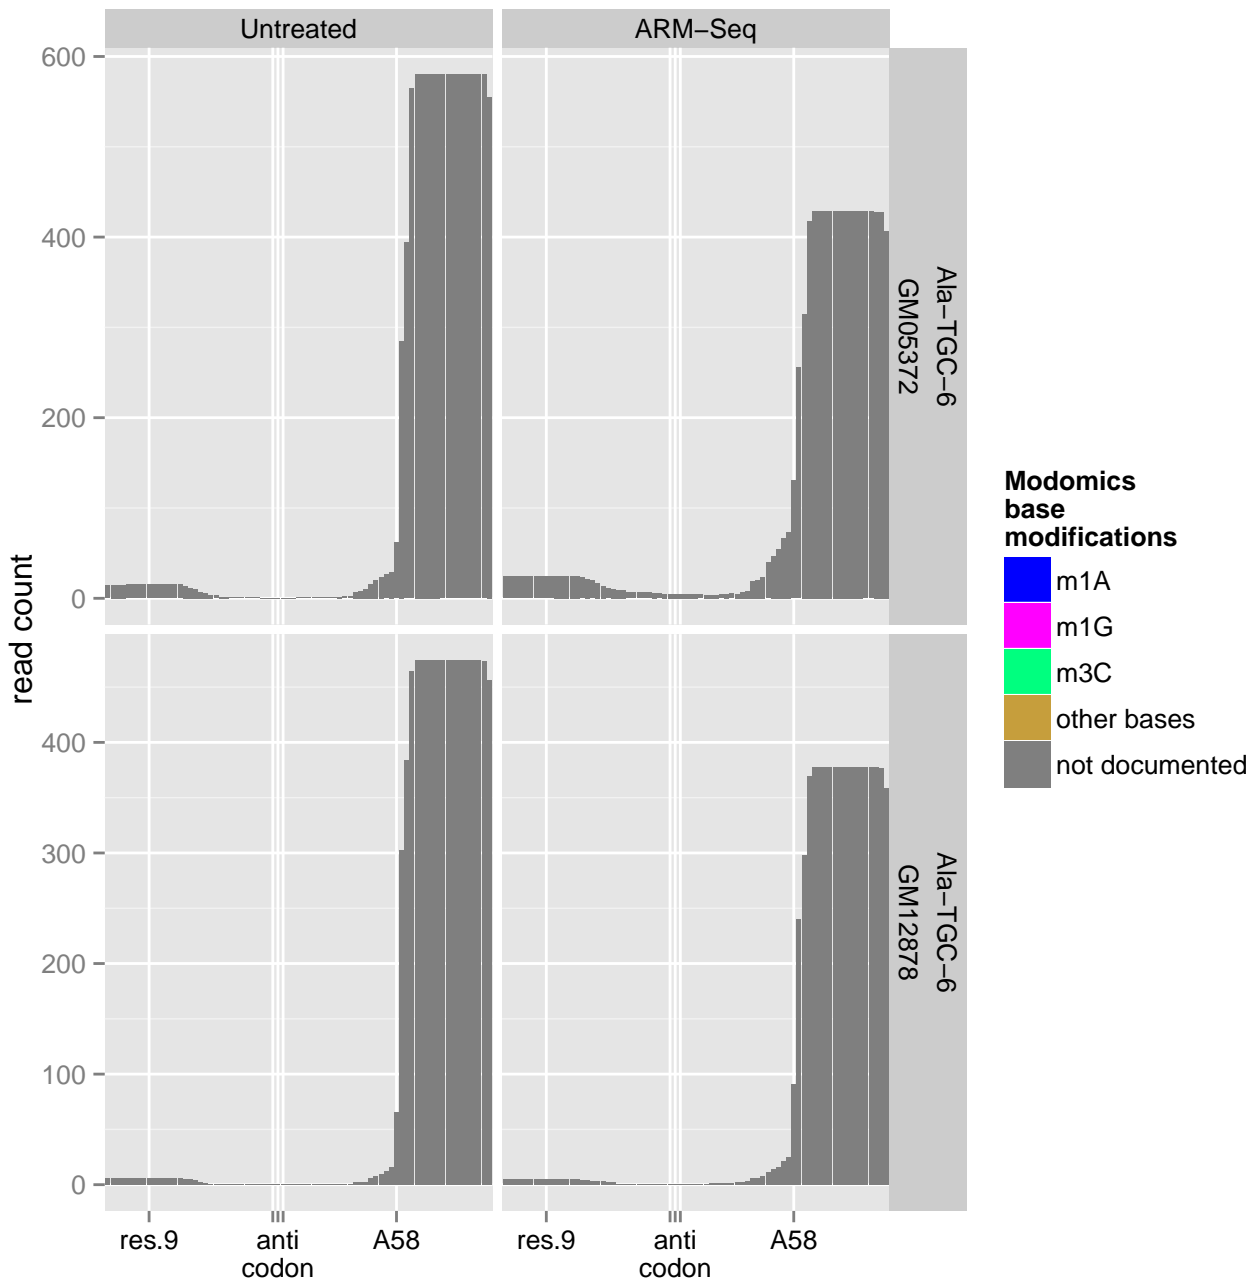 Untreated
ARM−Seq
600
400
200
0
Ala−TGC−6
GM05372
400
300
200
100
0
Ala−TGC−6
GM12878
read count
res.9
anti
codon
A58
res.9
anti
codon
A58
Modomics
base
modifications
m1A
m1G
m3C
other bases
not documented